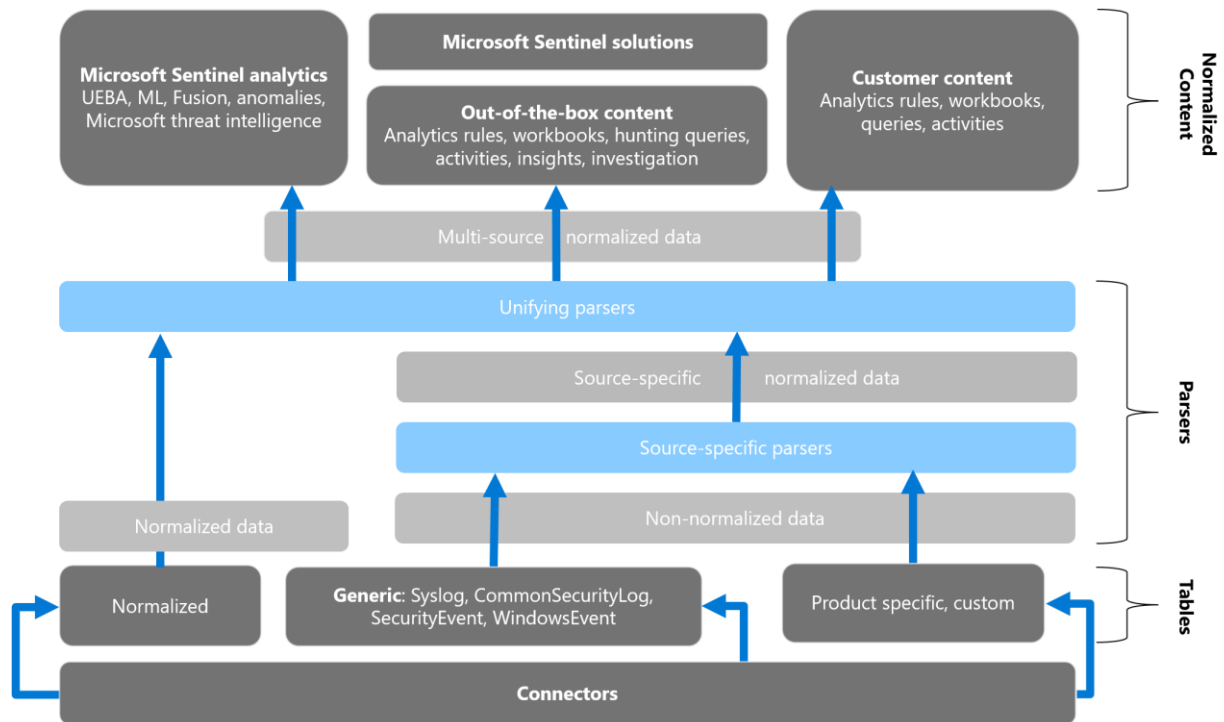 Microsoft Sentinel analytics
UEBA, ML, Fusion, anomalies,
Microsoft threat intelligence
Microsoft Sentinel solutions
Out-of-the-box content
Analytics rules, workbooks, hunting queries,
activities, insights, investigation
Customer content
Analytics rules, workbooks,
queries, activities
Normalized
Content
Multi-source normalized data
Unifying parsers
Source-specific normalized data
Source-specific parsers
Parsers
Normalized data
Non-normalized data
Normalized
Generic: Syslog, CommonSecurityLog,
SecurityEvent, WindowsEvent
Product specific, custom
Tables
Connectors